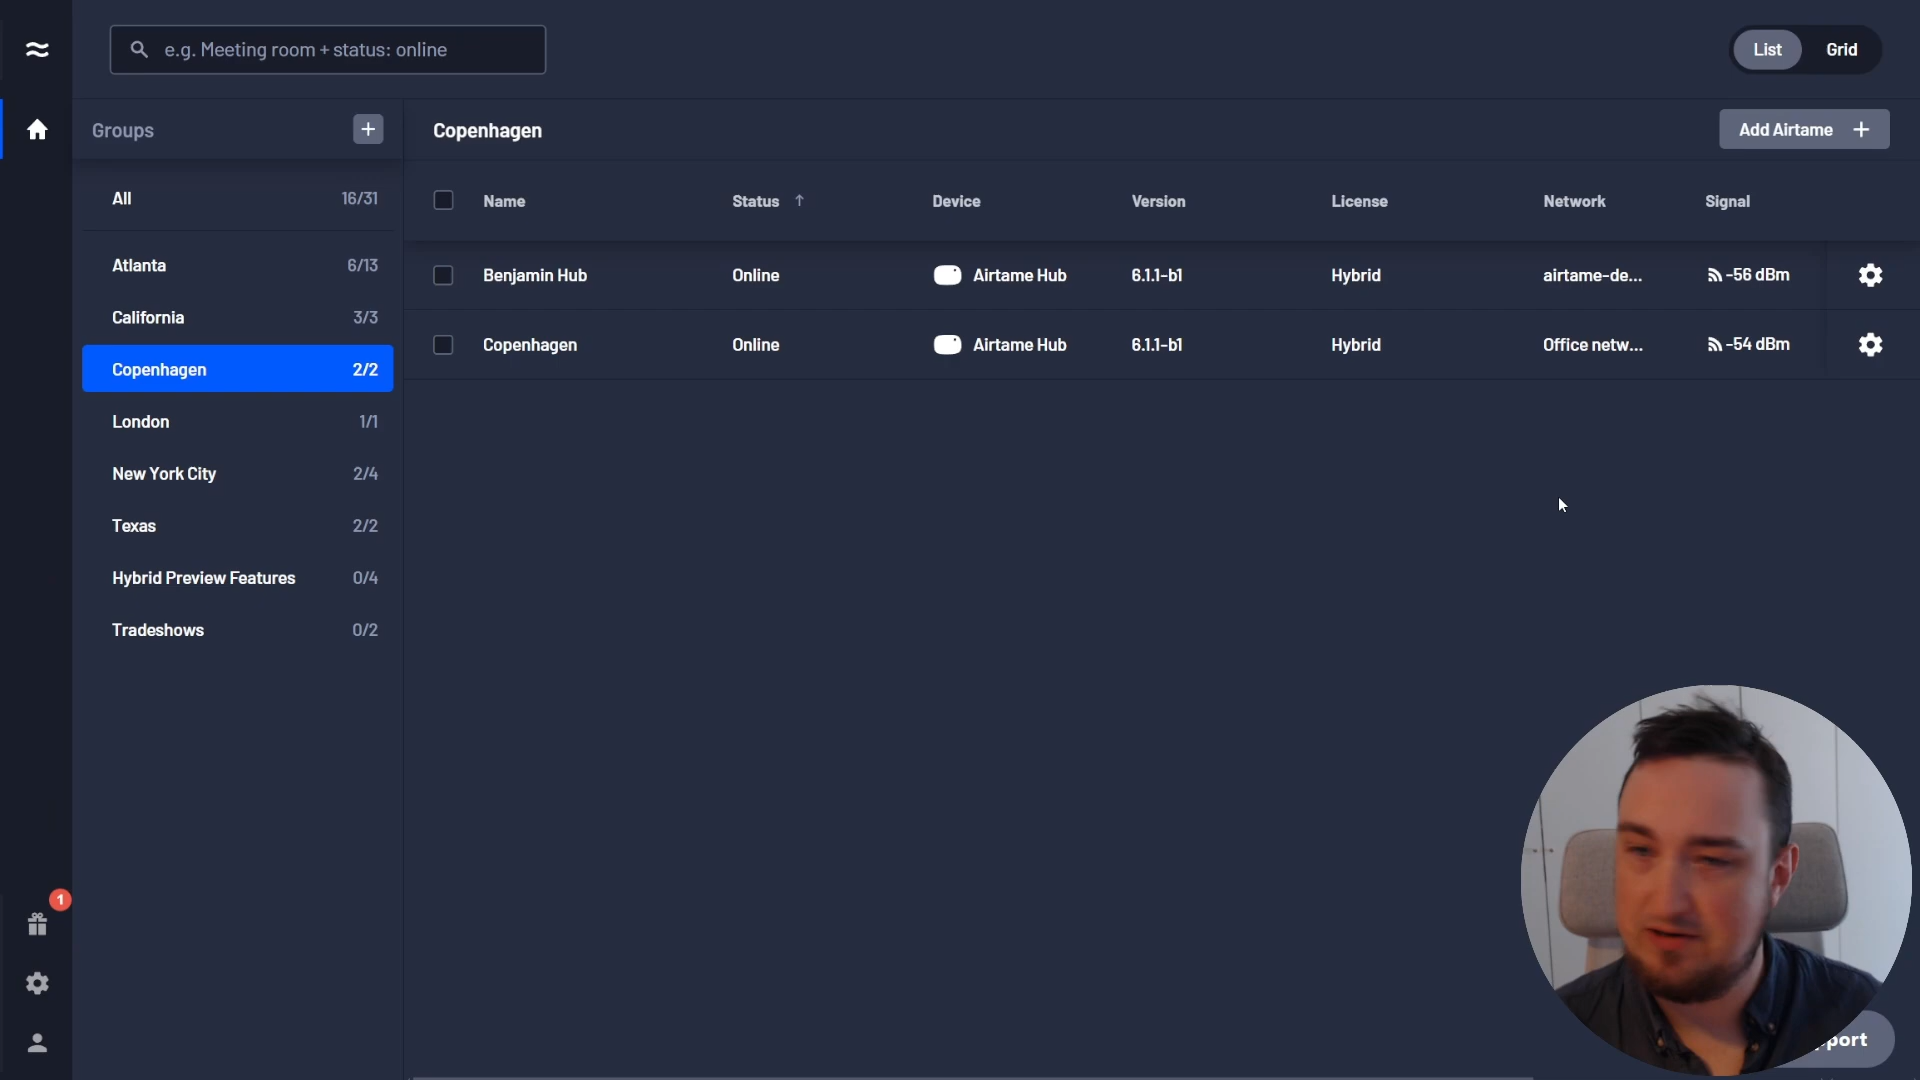 e.g. Meeting room + status: online
List Grid
Groups
Copenhagen
Add Airtame
All 16/31
Name Status Device Version License Network Signal
Atlanta 6/13
Benjamin Hub Online Airtame Hub 6.1.1-b1 Hybrid airtame-de... -56 dBm
California 3/3
Copenhagen Online Airtame Hub 6.1.1-b1 Hybrid Office netw... -54 dBm
Copenhagen 2/2
London 1/1
New York City 2/4
Texas 2/2
Hybrid Preview Features 0/4
Tradeshows 0/2
1